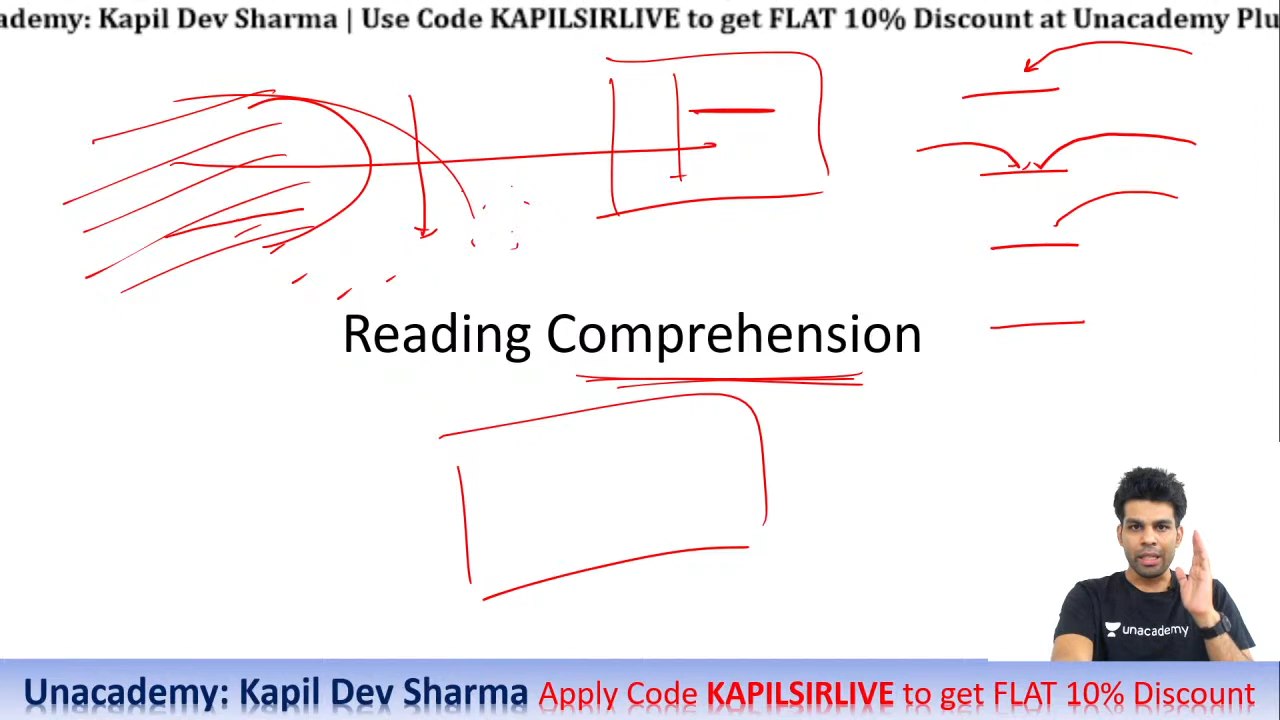 ademy: Kapil Dev Sharma | Use Code KAPILSIRLIVE to get FLAT 10% Discount at Unacademy Plu
Reading Comprehension
unacademy
Unacademy: Kapil Dev Sharma Apply Code KAPILSIRLIVE to get FLAT 10% Discount